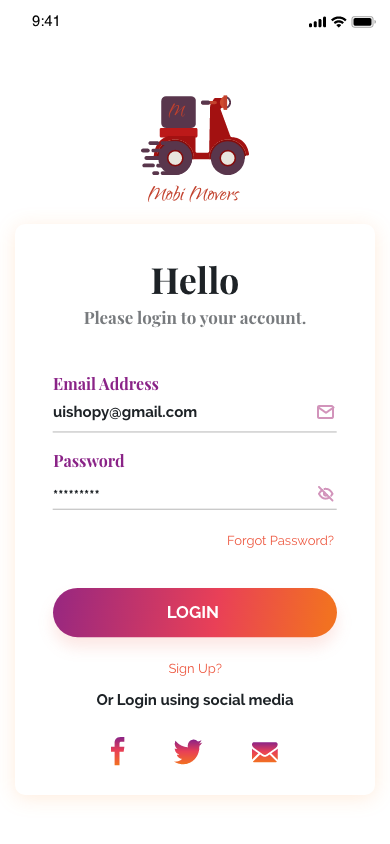 9:41
M
Mobi Movers
Hello
Please login to your account.
Email Address
uishopy@gmail.com
Password
*********
Forgot Password?
LOGIN
Sign Up?
Or Login using social media